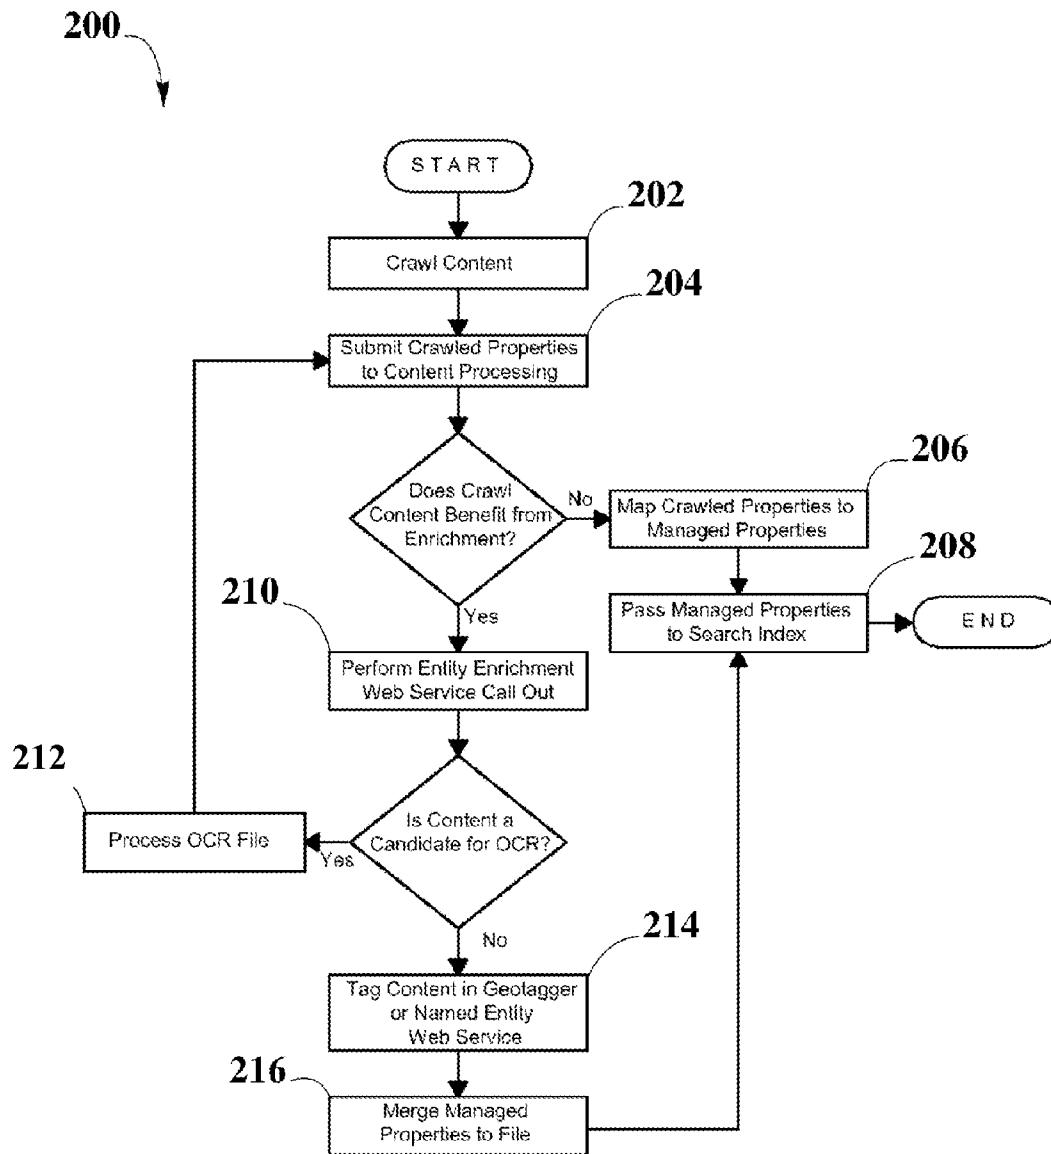 200
START
202
Crawl Content
204
Submit Crawled Properties
to Content Processing
Does Crawl
Content Benefit from
Enrichment?
No
206
Map Crawled Properties to
Managed Properties
208
Pass Managed Properties
to Search Index
END
Yes
210
Perform Entity Enrichment
Web Service Call Out
Is Content a
Candidate for OCR?
Yes
212
Process OCR File
No
214
Tag Content in Geotagger
or Named Entity
Web Service
216
Merge Managed
Properties to File